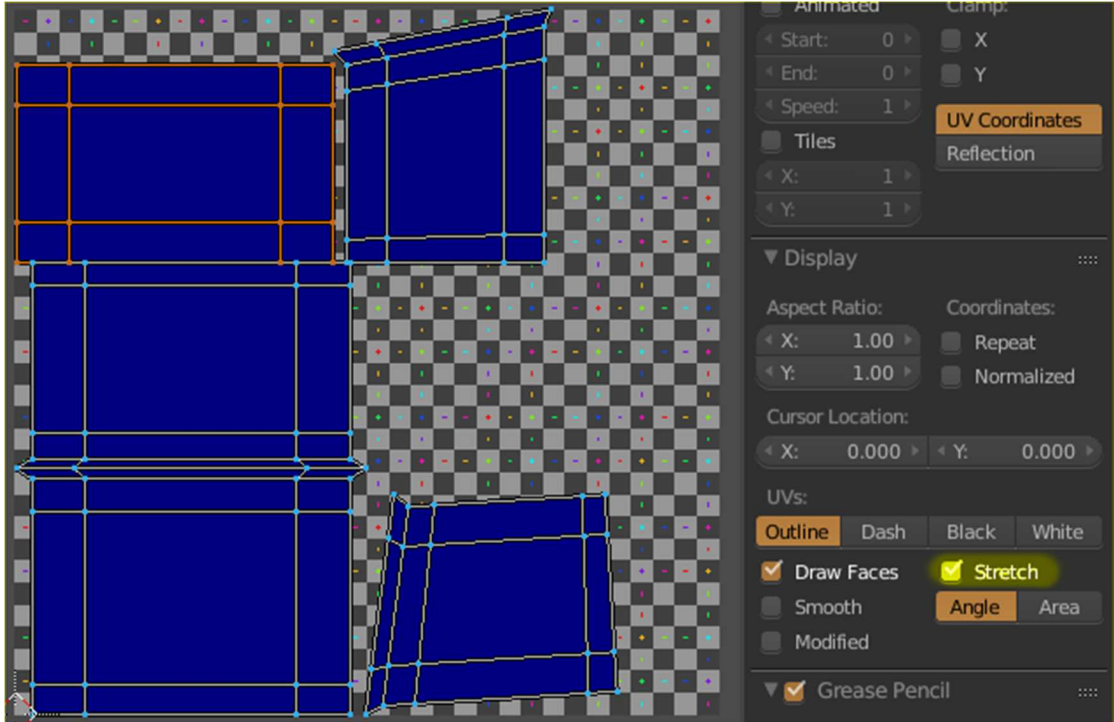 Animated
Clamp:
Start: 0
X
End: 0
Y
Speed: 1
UV Coordinates
Tiles
Reflection
X: 1
Y: 1
Display
Aspect Ratio:
Coordinates:
X: 1.00
Repeat
Y: 1.00
Normalized
Cursor Location:
X: 0.000 Y: 0.000
UVs:
Outline Dash Black White
Draw Faces Stretch
Smooth Angle Area
Modified
Grease Pencil